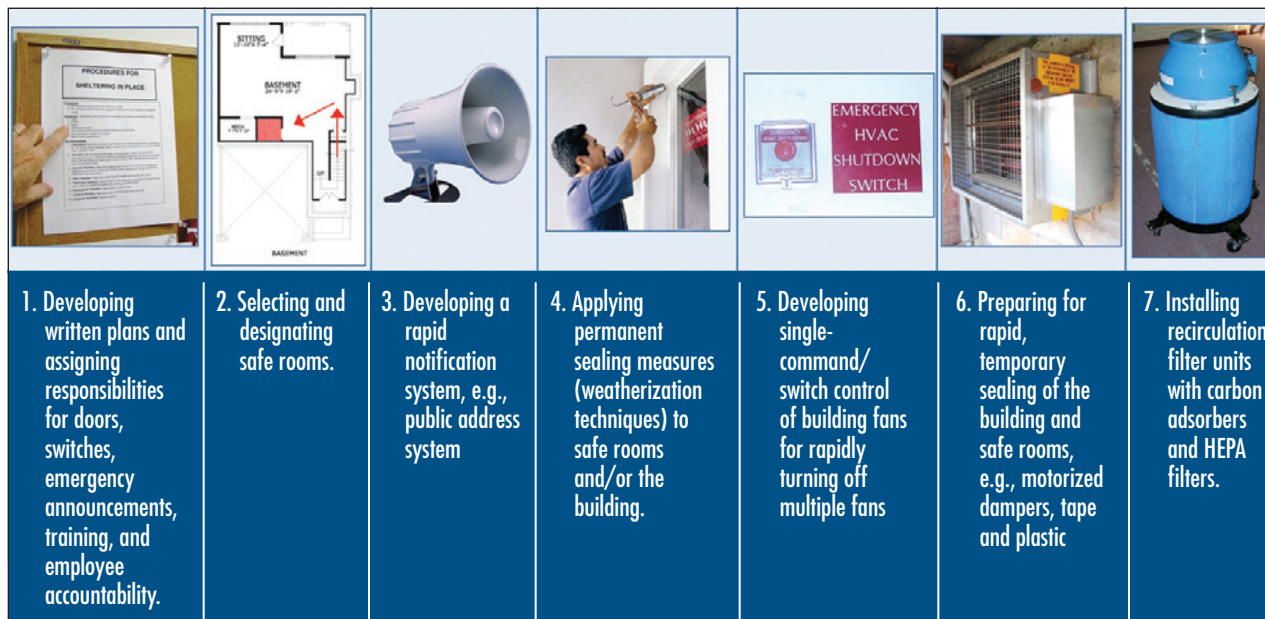 PROCEDURES FOR
SHELTERING IN PLACE
SITTING
BASEMENT
MECH.
UP
BASEMENT
EMERGENCY
HVAC
SHUTDOWN
SWITCH
1. Developing
written plans and
assigning
responsibilities
for doors,
switches,
emergency
announcements,
training, and
employee
accountability.
2. Selecting and
designating
safe rooms.
3. Developing a
rapid
notification
system, e.g.,
public address
system
4. Applying
permanent
sealing measures
(weatherization
techniques) to
safe rooms
and/or the
building.
5. Developing
single-
command/
switch control
of building fans
for rapidly
turning off
multiple fans
6. Preparing for
rapid,
temporary
sealing of the
building and
safe rooms,
e.g., motorized
dampers, tape
and plastic
7. Installing
recirculation
filter units
with carbon
adsorbers
and HEPA
filters.